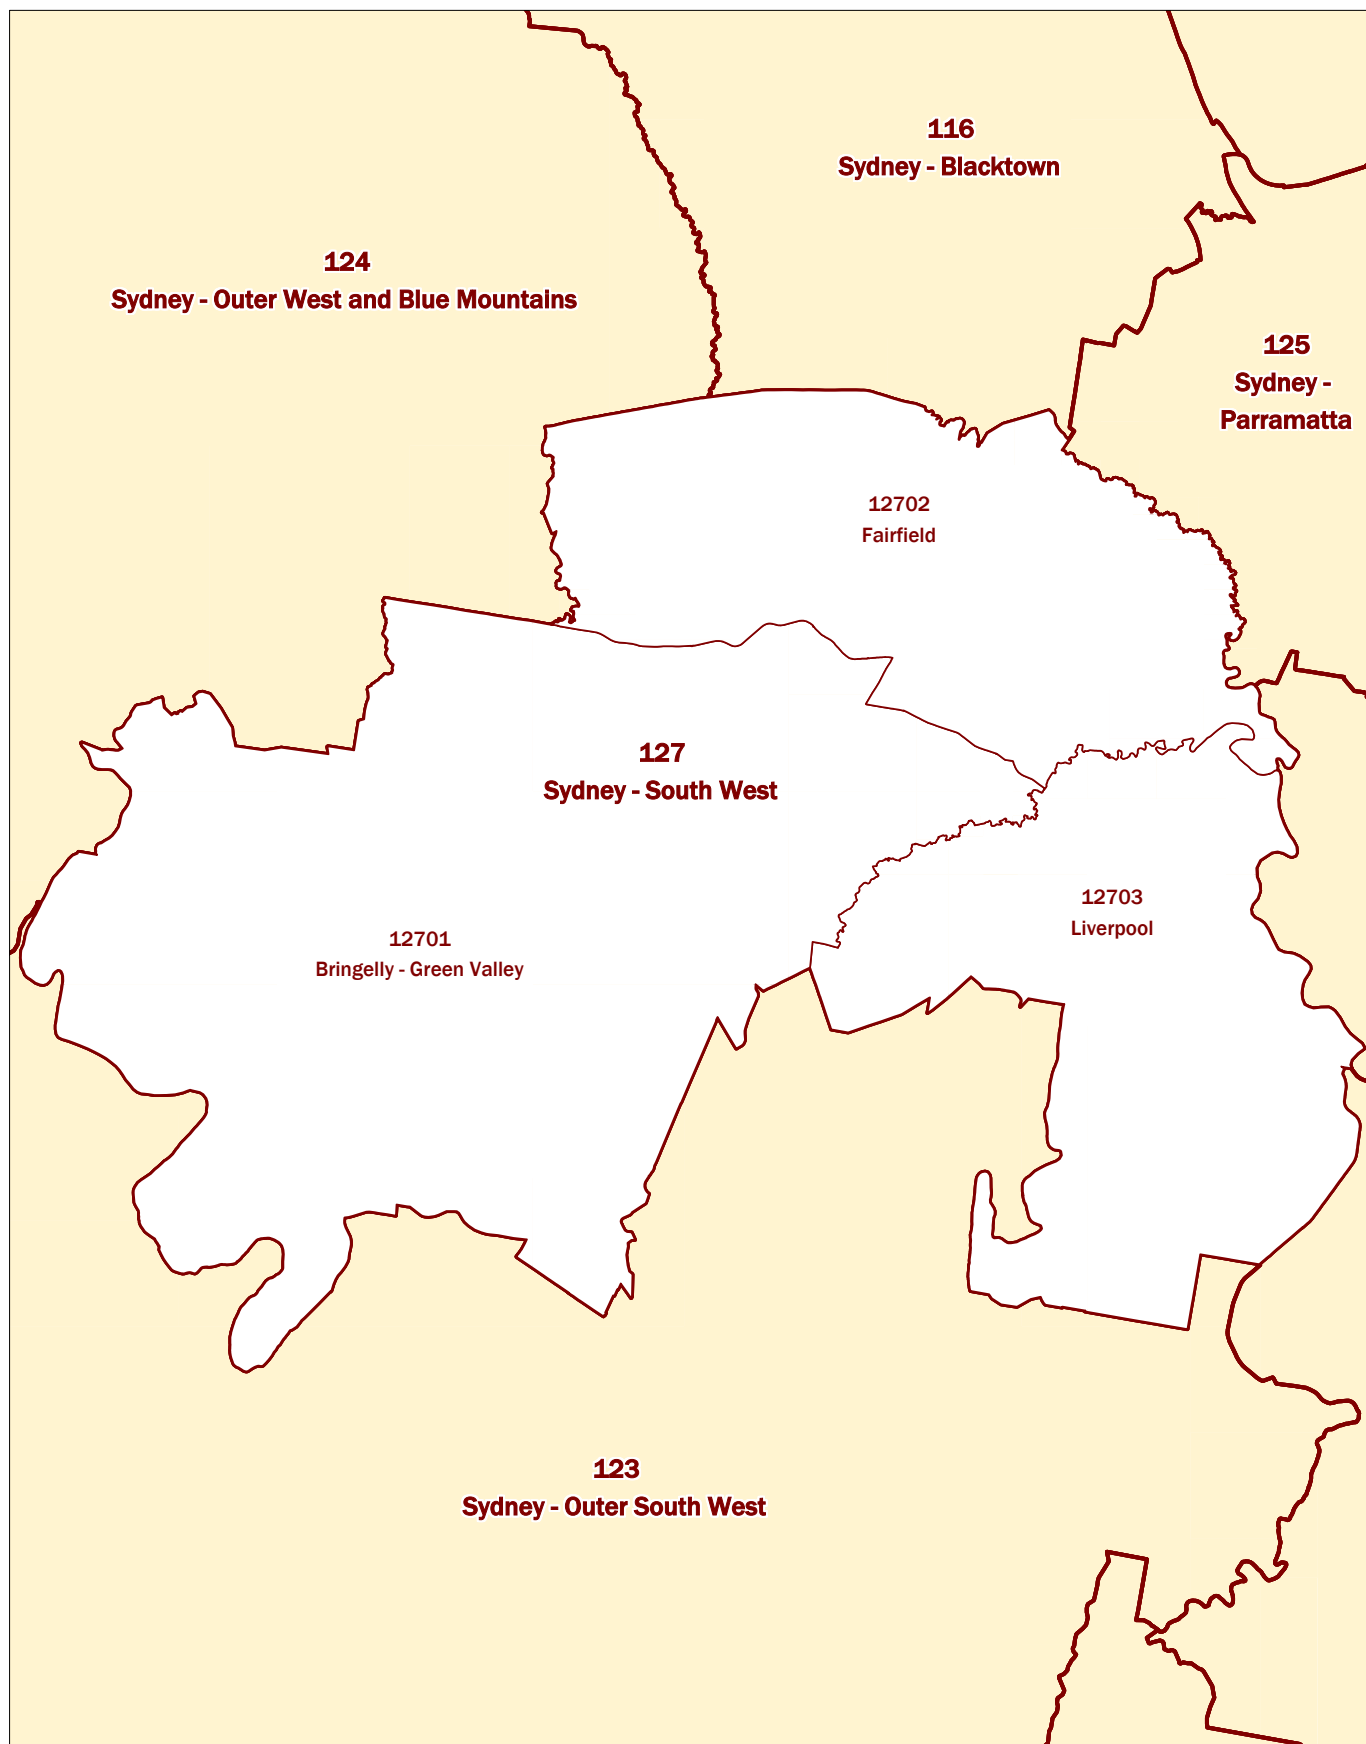 116
Sydney - Blacktown
124
Sydney - Outer West and Blue Mountains
125
Sydney -
Parramatta
12702
Fairfield
127
Sydney - South West
12703
Liverpool
12701
Bringelly - Green Valley
123
Sydney - Outer South West